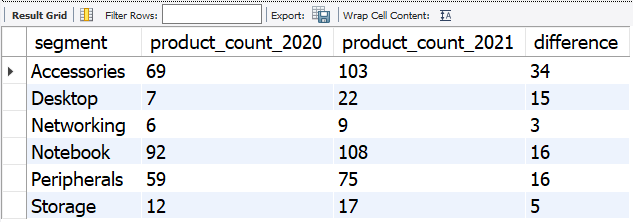 Result Grid Filter Rows: Export: Wrap Cell Content:
segment product_count_2020 product_count_2021 difference
Accessories 69 103 34
Desktop 7 22 15
Networking 6 9 3
Notebook 92 108 16
Peripherals 59 75 16
Storage 12 17 5